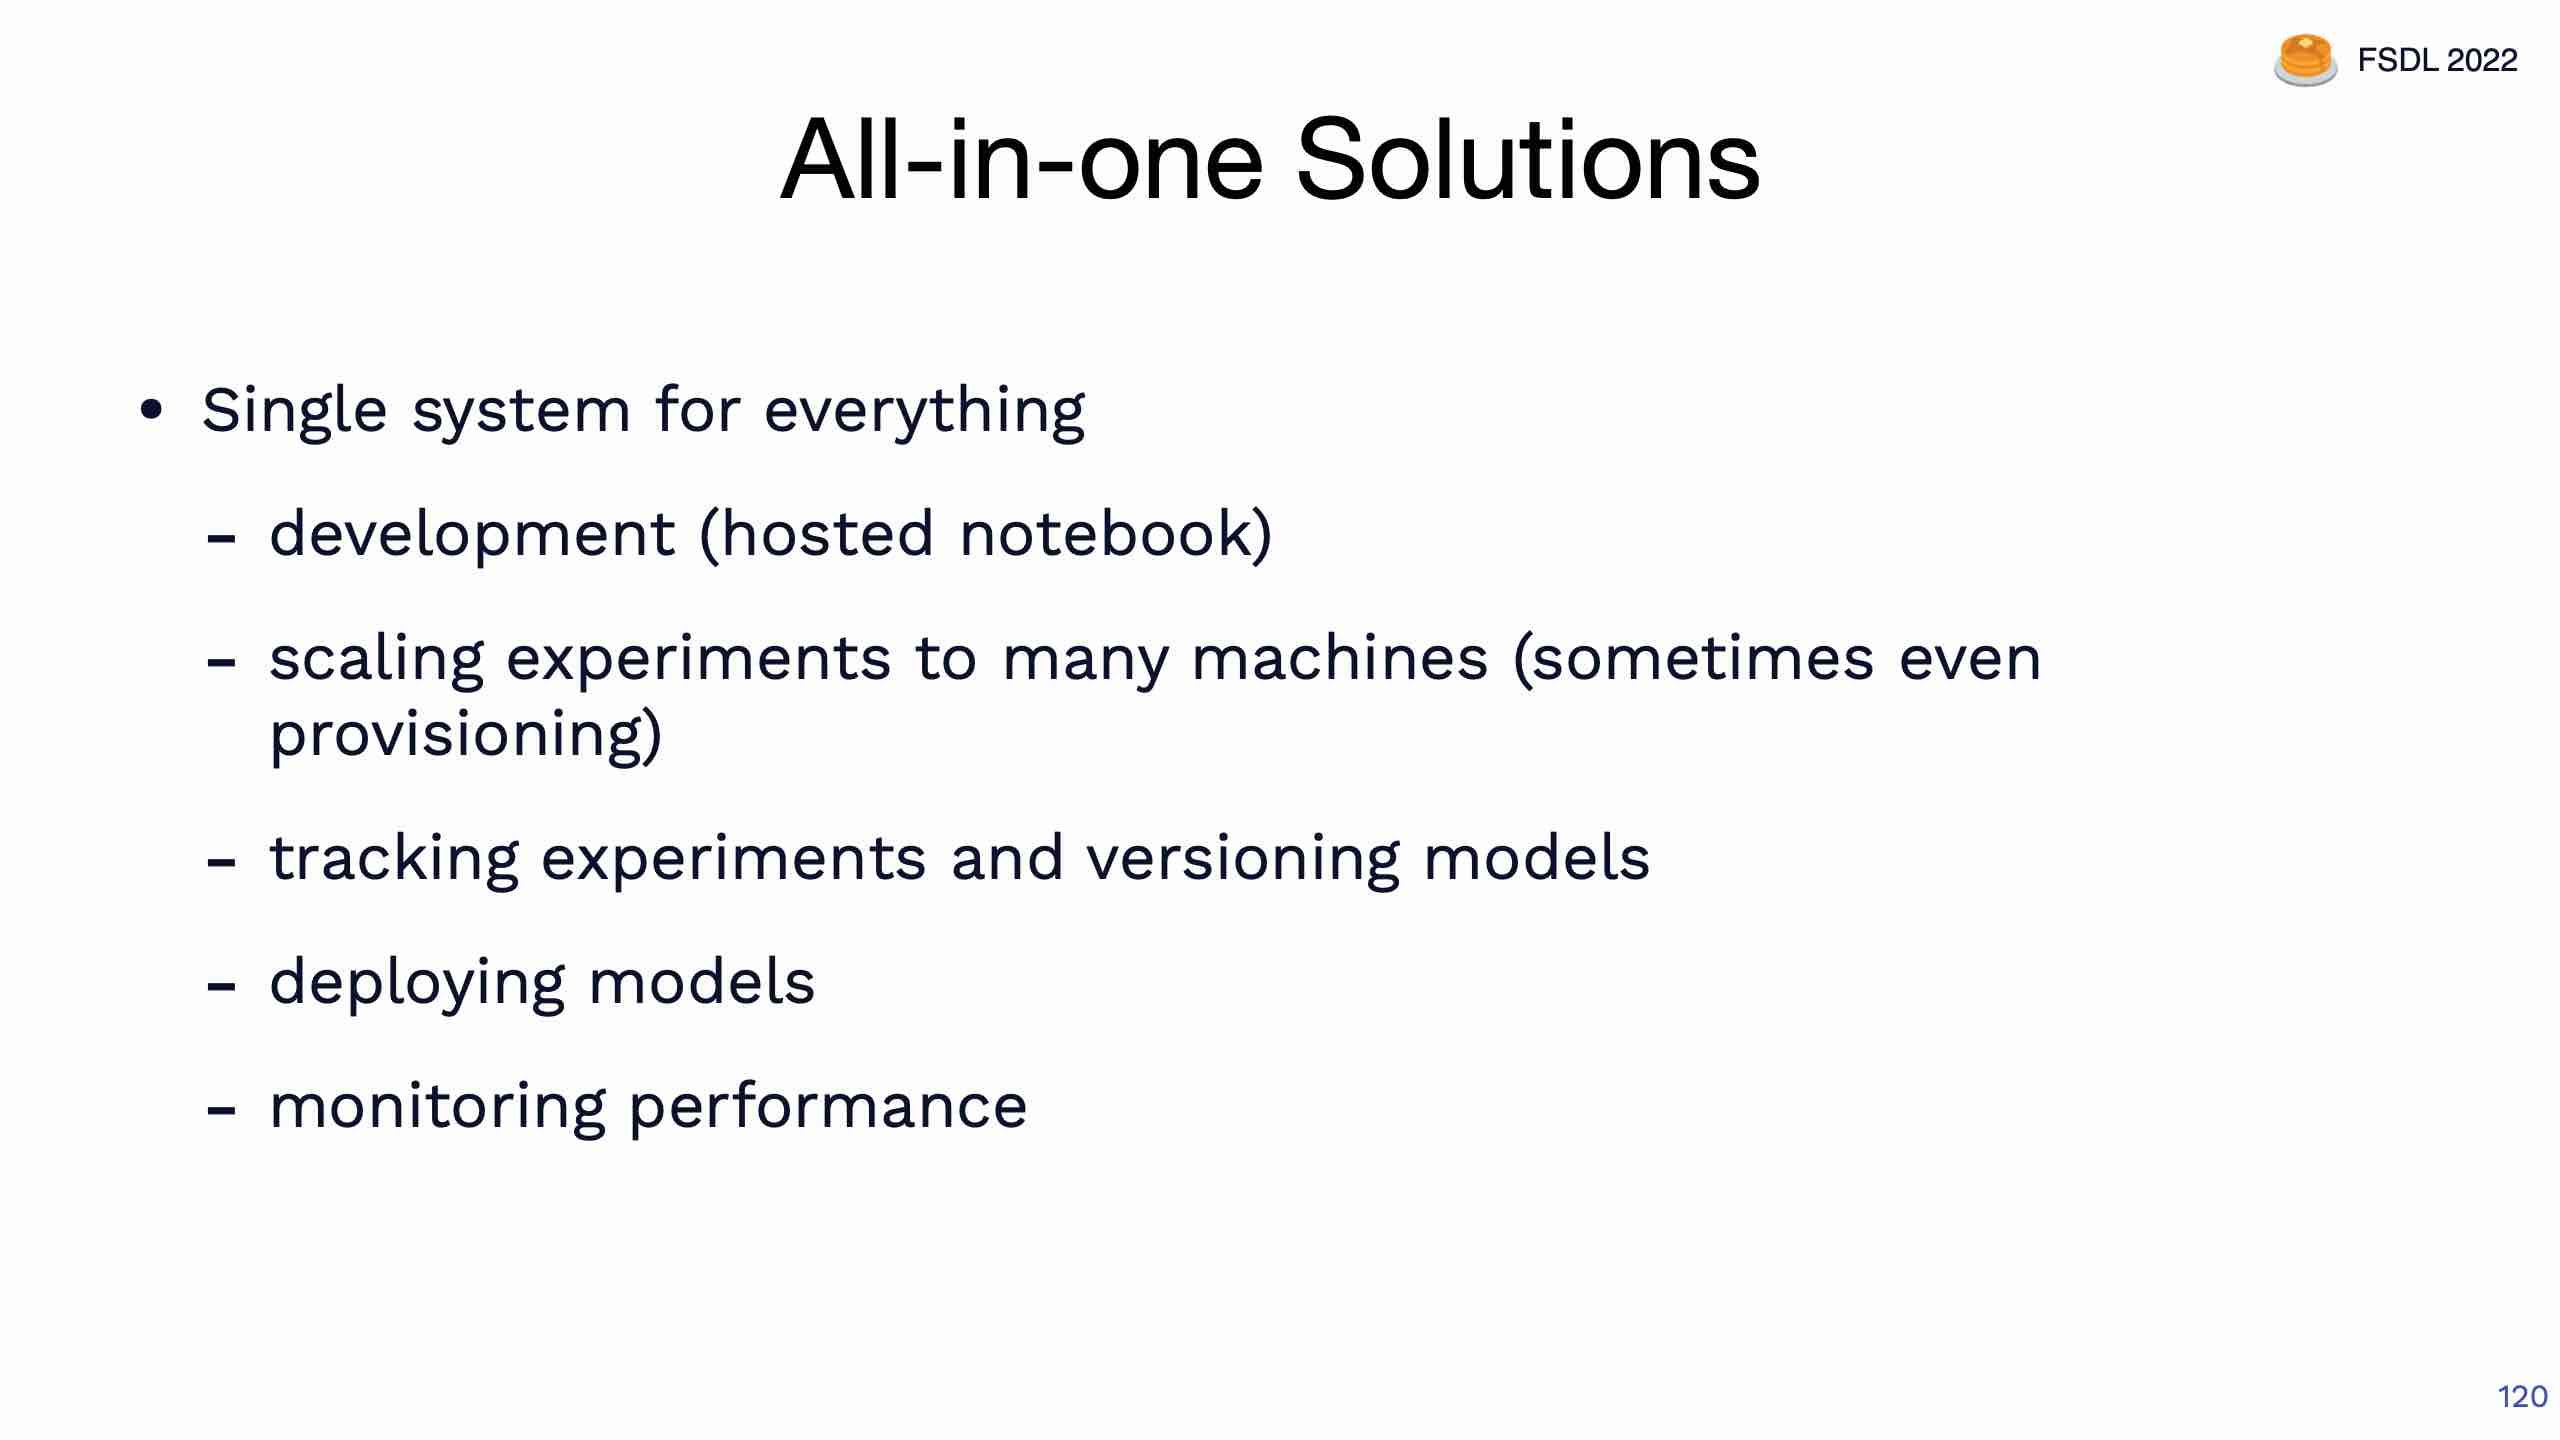 FSDL 2022
All-in-one Solutions
• Single system for everything
- development (hosted notebook)
- scaling experiments to many machines (sometimes even
provisioning)
- tracking experiments and versioning models
- deploying models
- monitoring performance
120